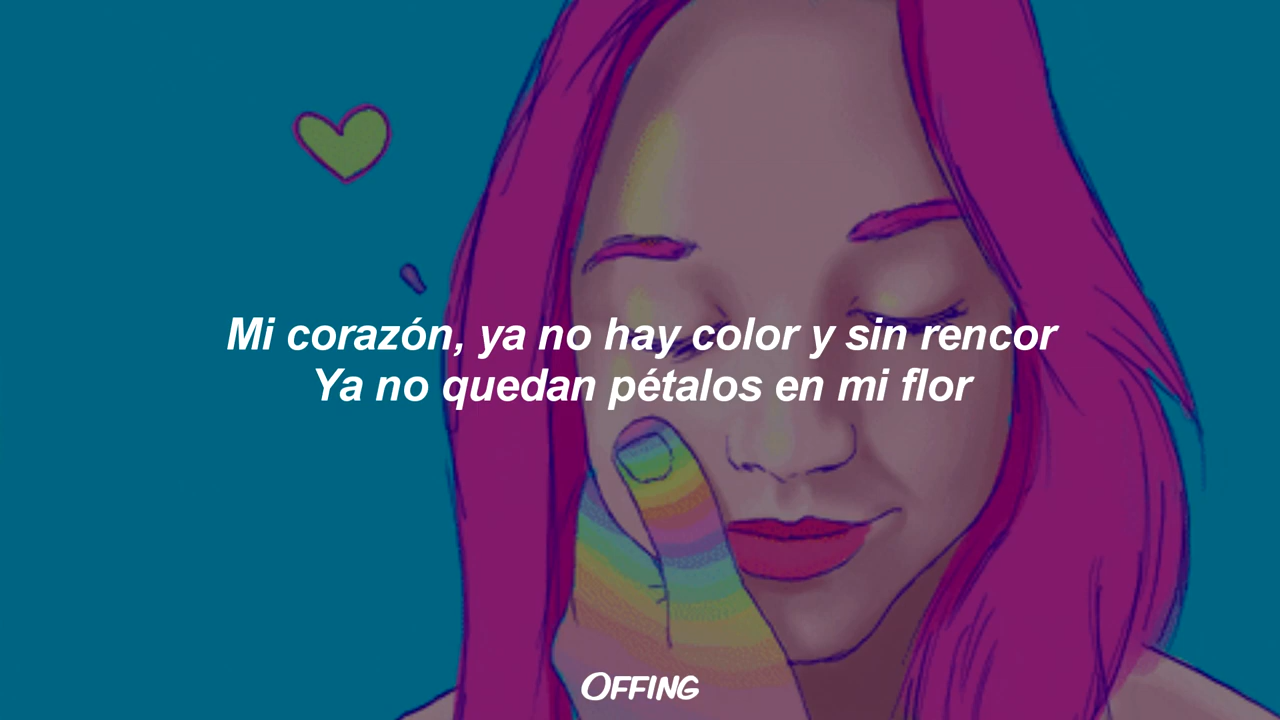 Mi corazón, ya no hay color y sin rencor
Ya no quedan pétalos en mi flor
OFFING